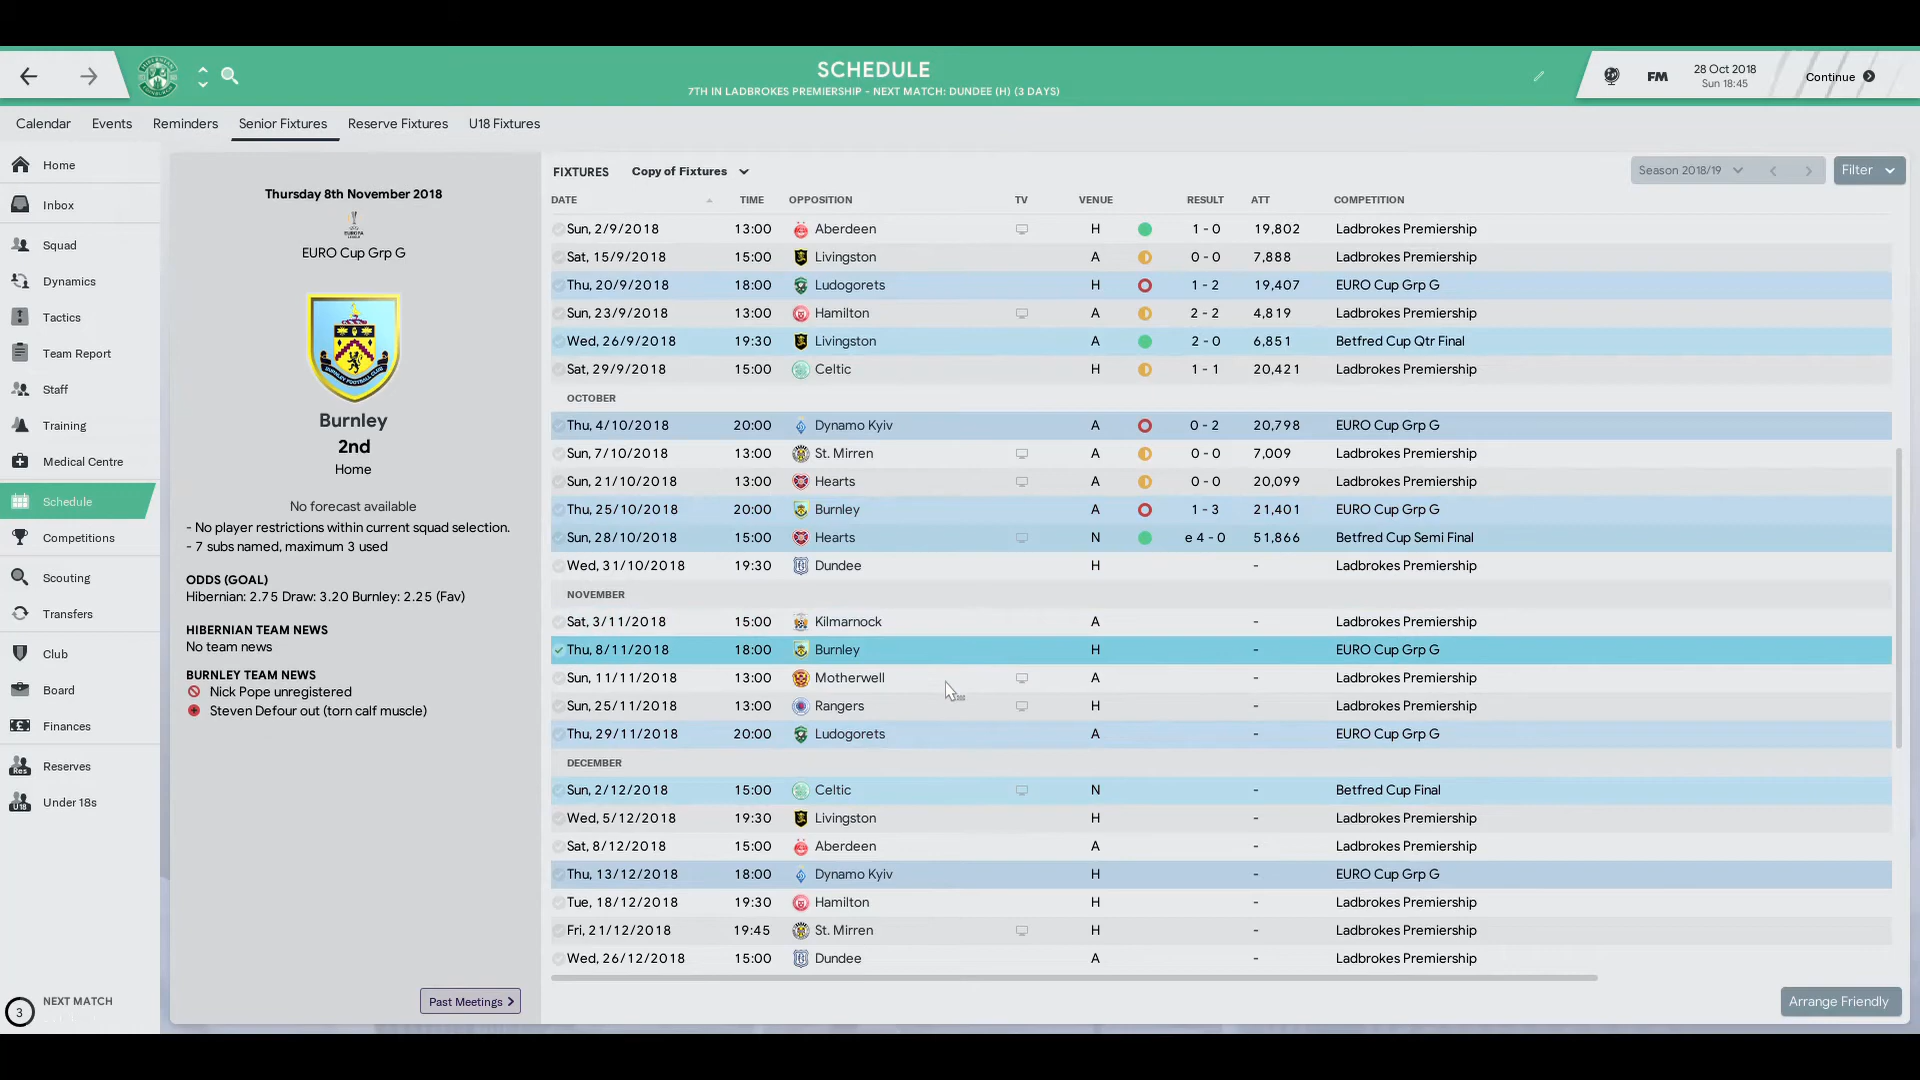 SCHEDULE
7TH IN LADBROKES PREMIERSHIP - NEXT MATCH: DUNDEE (H) (3 DAYS)
FM
28 Oct 2018
Sun 18:45
Continue
Calendar Events Reminders Senior Fixtures Reserve Fixtures U18 Fixtures
Home
Inbox
Squad
Dynamics
Tactics
Team Report
Staff
Training
Medical Centre
Schedule
Competitions
Scouting
Transfers
Club
Board
Finances
Res
Reserves
U18
Under 18s
3
NEXT MATCH
Thursday 8th November 2018
EUROPA
LEAGUE
EURO Cup Grp G
BURNLEY FOOTBALL CLUB
Burnley
2nd
Home
No forecast available
- No player restrictions within current squad selection.
- 7 subs named, maximum 3 used
ODDS (GOAL)
Hibernian: 2.75 Draw: 3.20 Burnley: 2.25 (Fav)
HIBERNIAN TEAM NEWS
No team news
BURNLEY TEAM NEWS
Nick Pope unregistered
Steven Defour out (torn calf muscle)
Past Meetings
FIXTURES Copy of Fixtures
Season 2018/19
Filter
DATE TIME OPPOSITION TV VENUE RESULT ATT COMPETITION
Sun, 2/9/2018 13:00 Aberdeen H 1 - 0 19,802 Ladbrokes Premiership
Sat, 15/9/2018 15:00 Livingston A 0 - 0 7,888 Ladbrokes Premiership
Thu, 20/9/2018 18:00 Ludogorets H 1 - 2 19,407 EURO Cup Grp G
Sun, 23/9/2018 13:00 Hamilton A 2 - 2 4,819 Ladbrokes Premiership
Wed, 26/9/2018 19:30 Livingston A 2 - 0 6,851 Betfred Cup Qtr Final
Sat, 29/9/2018 15:00 Celtic H 1 - 1 20,421 Ladbrokes Premiership
OCTOBER
Thu, 4/10/2018 20:00 Dynamo Kyiv A 0 - 2 20,798 EURO Cup Grp G
Sun, 7/10/2018 13:00 St. Mirren A 0 - 0 7,009 Ladbrokes Premiership
Sun, 21/10/2018 13:00 Hearts A 0 - 0 20,099 Ladbrokes Premiership
Thu, 25/10/2018 20:00 Burnley A 1 - 3 21,401 EURO Cup Grp G
Sun, 28/10/2018 15:00 Hearts N e 4 - 0 51,866 Betfred Cup Semi Final
Wed, 31/10/2018 19:30 Dundee H - Ladbrokes Premiership
NOVEMBER
Sat, 3/11/2018 15:00 Kilmarnock A - Ladbrokes Premiership
Thu, 8/11/2018 18:00 Burnley H - EURO Cup Grp G
Sun, 11/11/2018 13:00 Motherwell A - Ladbrokes Premiership
Sun, 25/11/2018 13:00 Rangers H - Ladbrokes Premiership
Thu, 29/11/2018 20:00 Ludogorets A - EURO Cup Grp G
DECEMBER
Sun, 2/12/2018 15:00 Celtic N - Betfred Cup Final
Wed, 5/12/2018 19:30 Livingston H - Ladbrokes Premiership
Sat, 8/12/2018 15:00 Aberdeen A - Ladbrokes Premiership
Thu, 13/12/2018 18:00 Dynamo Kyiv H - EURO Cup Grp G
Tue, 18/12/2018 19:30 Hamilton H - Ladbrokes Premiership
Fri, 21/12/2018 19:45 St. Mirren H - Ladbrokes Premiership
Wed, 26/12/2018 15:00 Dundee A - Ladbrokes Premiership
Arrange Friendly